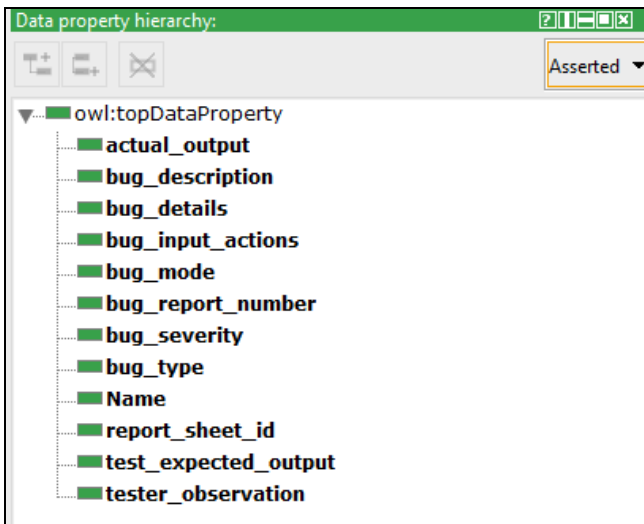 Data property hierarchy:
Asserted
owl:topDataProperty
actual_output
bug_description
bug_details
bug_input_actions
bug_mode
bug_report_number
bug_severity
bug_type
Name
report_sheet_id
test_expected_output
tester_observation